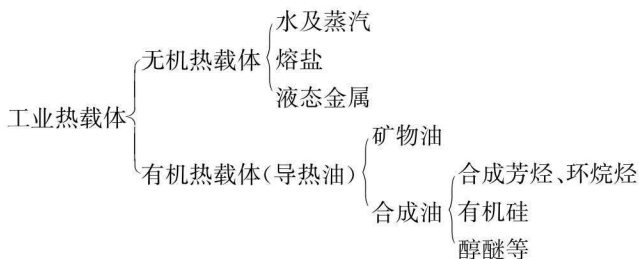 水及蒸汽
无机热载体
熔盐
液态金属
工业热载体
矿物油
有机热载体(导热油)
合成芳烃、环烷烃
合成油
有机硅
醇醚等